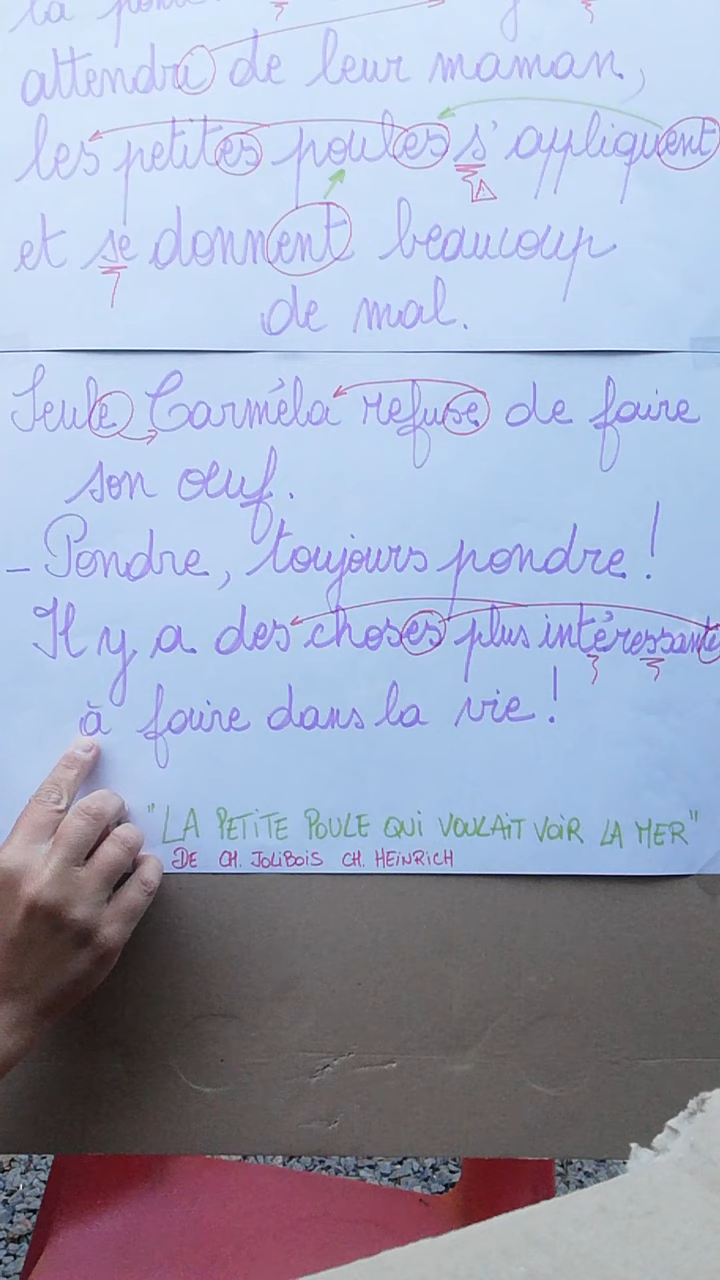 attendri de leur maman,
les petites poules s'appliquent
et se donnent beaucoup
de mal.
Seule Carméla refuse de faire
son œuf.
- Pondre, toujours pondre !
Il y a des choses plus intéressantes
à faire dans la vie !
"LA PETITE POULE QUI VOULAIT VOIR LA MER"
DE CH. JOLIBOIS CH. HEINRICH